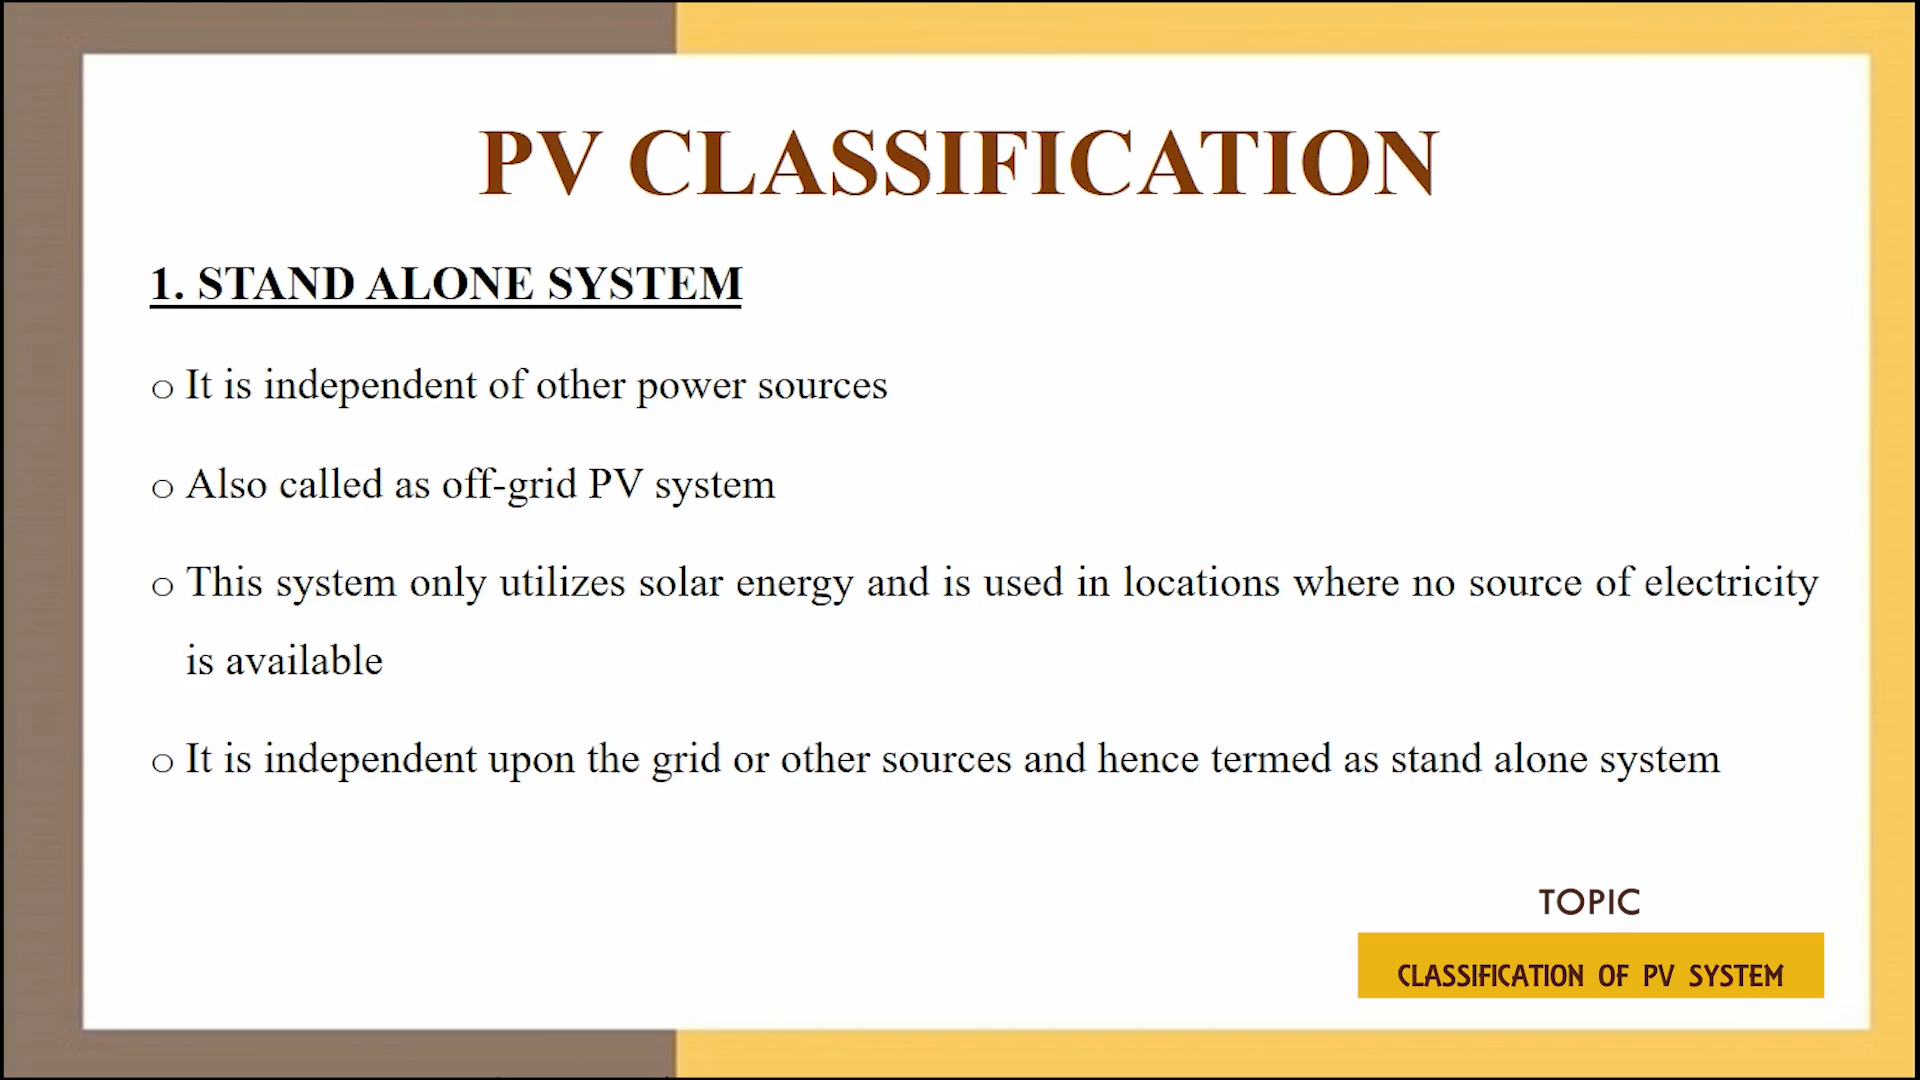 PV CLASSIFICATION
1. STAND ALONE SYSTEM
o It is independent of other power sources
o Also called as off-grid PV system
o This system only utilizes solar energy and is used in locations where no source of electricity
is available
o It is independent upon the grid or other sources and hence termed as stand alone system
TOPIC
CLASSIFICATION OF PV SYSTEM